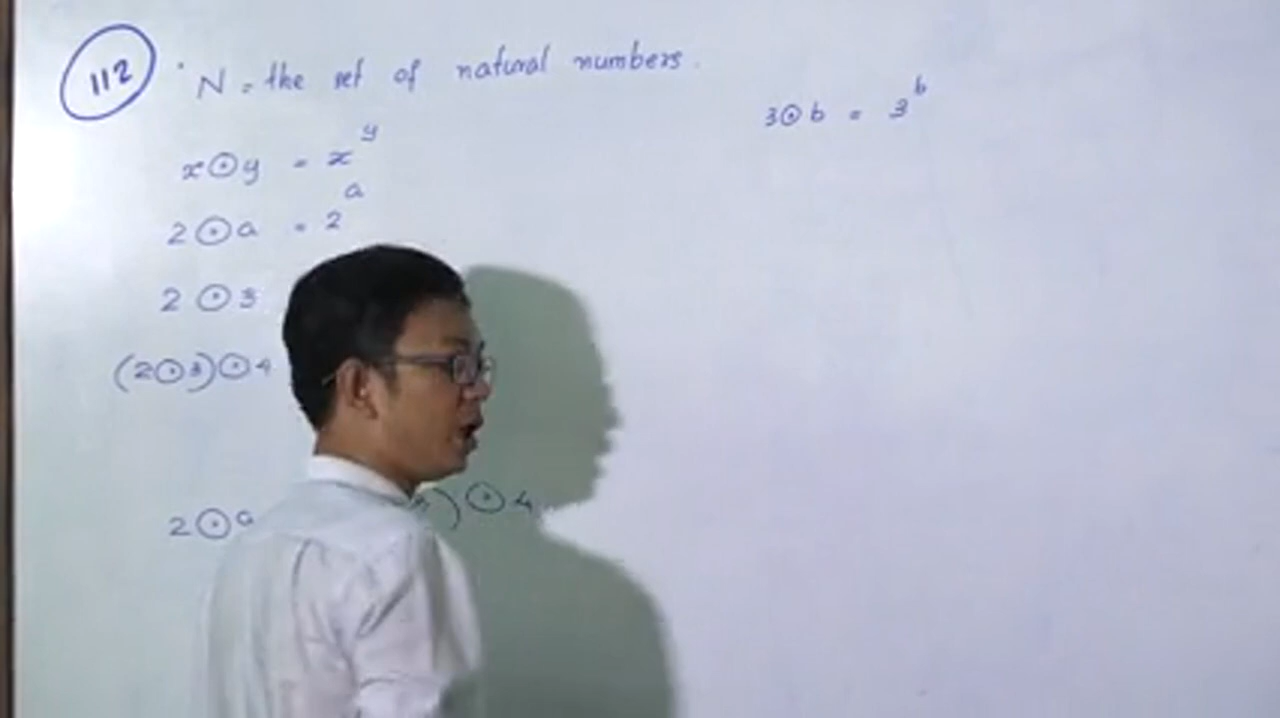 112
N = the set of natural numbers.
x⊙y = x^y
2⊙a = 2^a
2⊙3
(2⊙3)⊙4
2⊙a ) ⊙ 4
3⊙b = 3^b